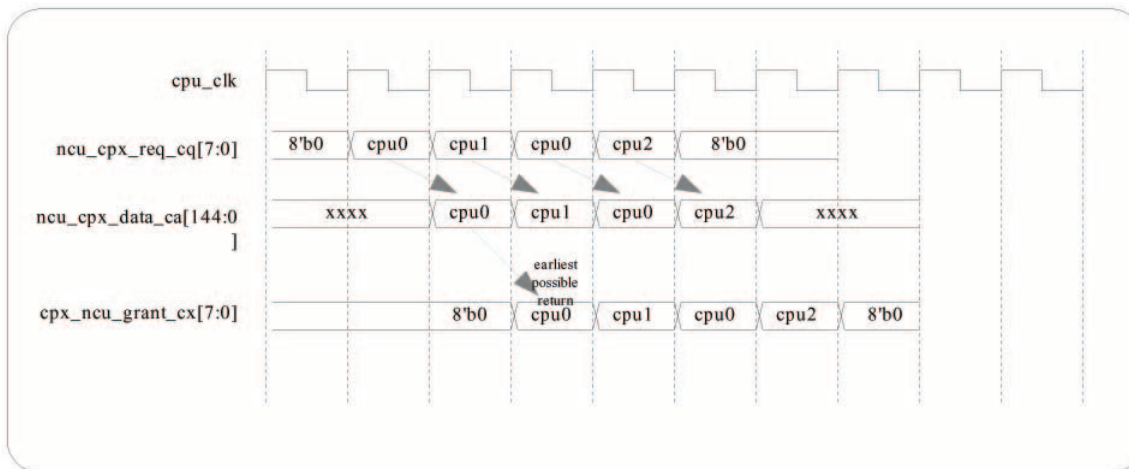 cpu_clk
ncu_cpx_req_cq[7:0] 8'b0 cpu0 cpu1 cpu0 cpu2 8'b0
ncu_cpx_data_ca[144:0 xxxx cpu0 cpu1 cpu0 cpu2 xxxx
]
earliest
possible
return
cpx_ncu_grant_cx[7:0] 8'b0 cpu0 cpu1 cpu0 cpu2 8'b0